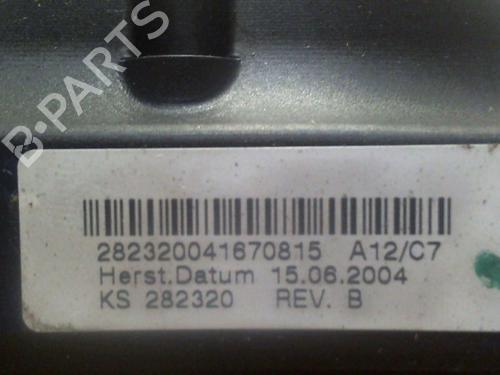 B-PARTS
282320041670815 A12/C7
Herst.Datum 15.06.2004
KS 282320 REV. B